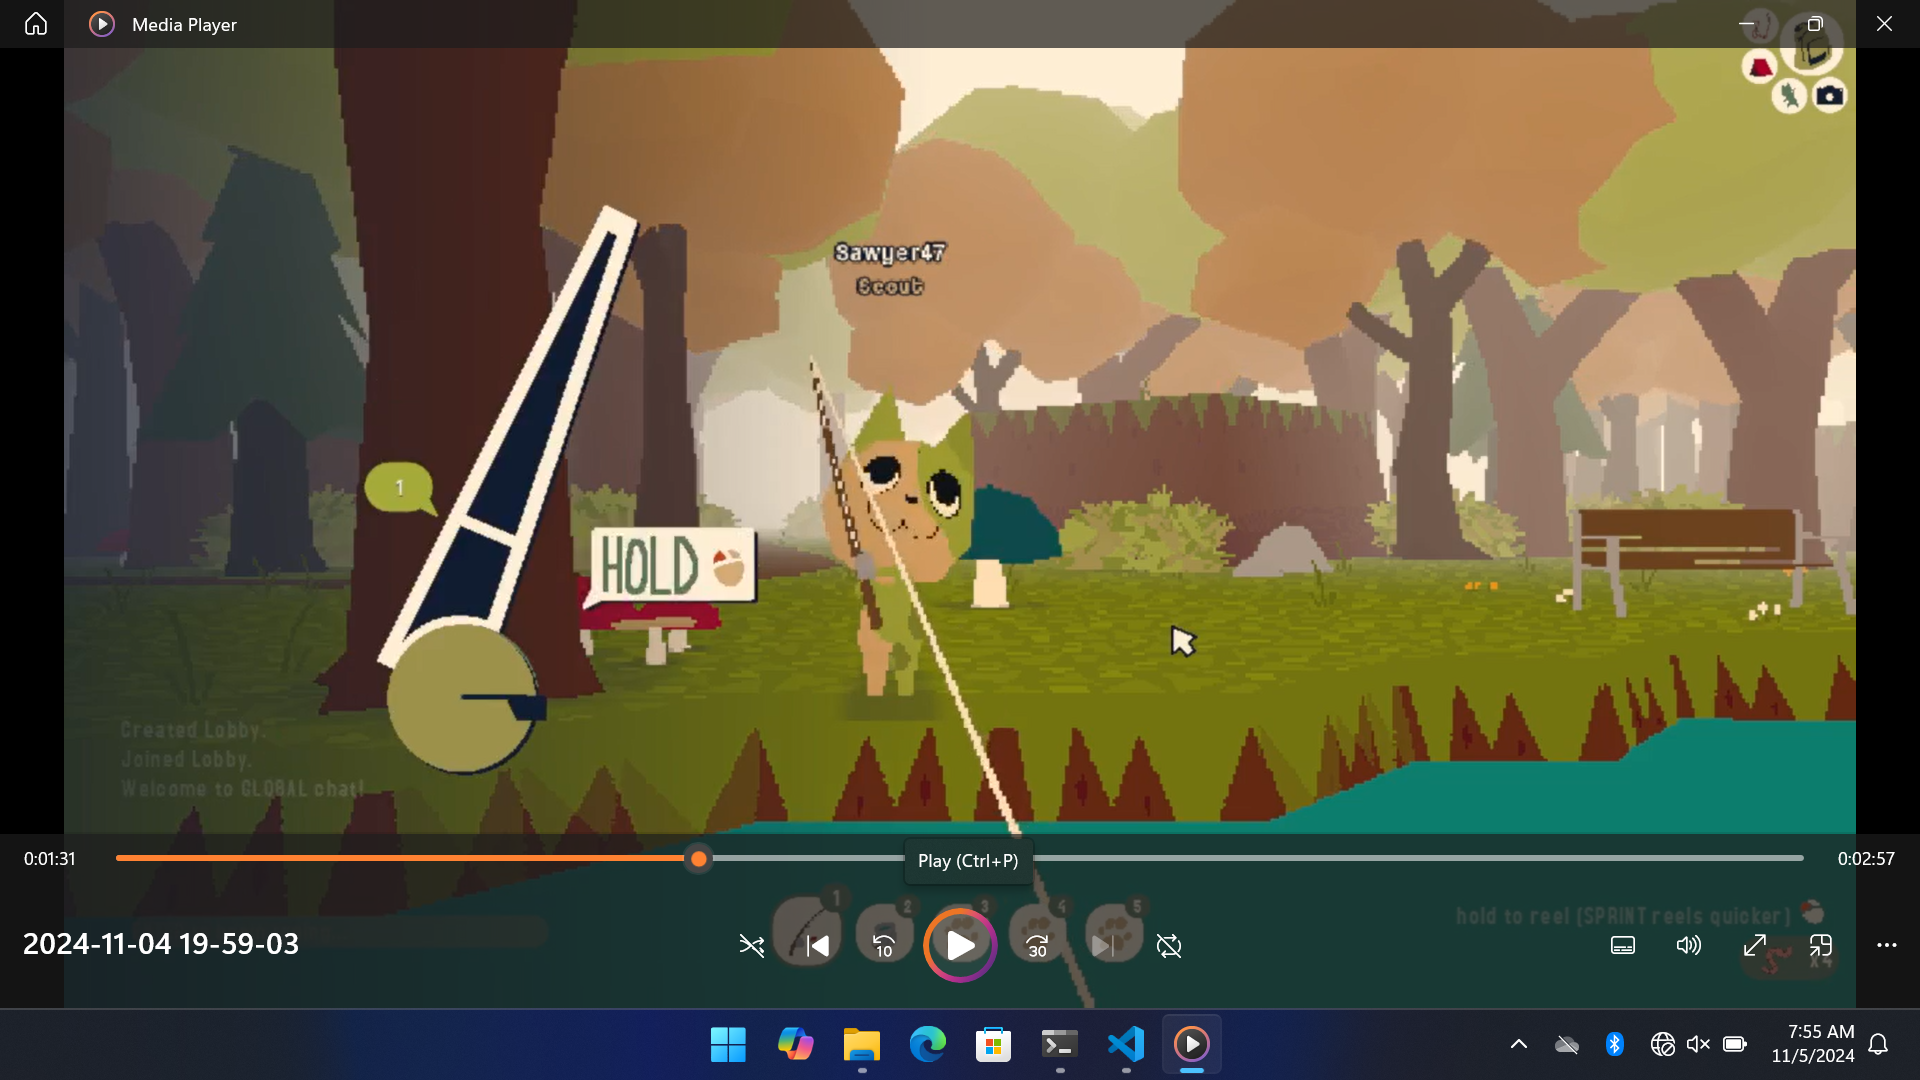 Media Player
Sawyer47
Scout
1
HOLD
Created Lobby.
Joined Lobby.
Welcome to GLOBAL chat!
0:01:31
Play (Ctrl+P)
0:02:57
1
2
3
4
5
hold to reel (SPRINT reels quicker)
2024-11-04 19-59-03
10
30
x4
7:55 AM
11/5/2024